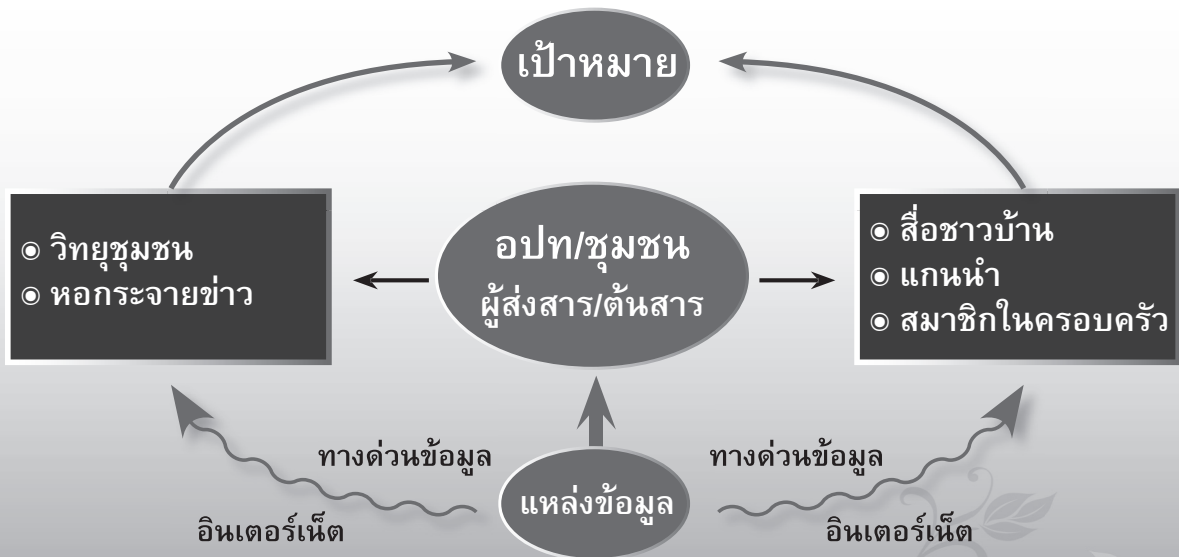 เป้าหมาย
◉ วิทยุชุมชน
◉ หอกระจายข่าว
อปท/ชุมชน
ผู้ส่งสาร/ต้นสาร
◉ สื่อชาวบ้าน
◉ แกนนำ
◉ สมาชิกในครอบครัว
ทางด่วนข้อมูล
อินเตอร์เน็ต
แหล่งข้อมูล
ทางด่วนข้อมูล
อินเตอร์เน็ต